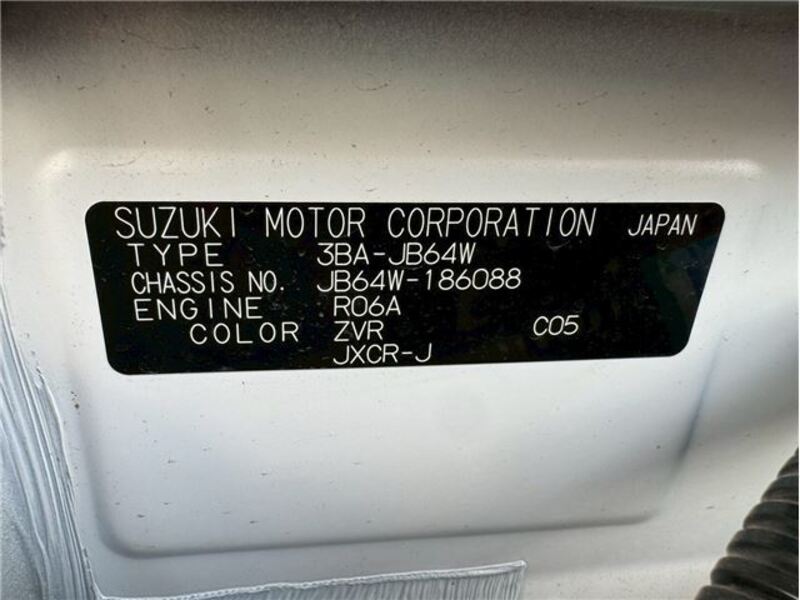 SUZUKI MOTOR CORPORATION JAPAN
TYPE 3BA-JB64W
CHASSIS NO. JB64W-186088
ENGINE R06A
COLOR ZVR C05
JXCR-J